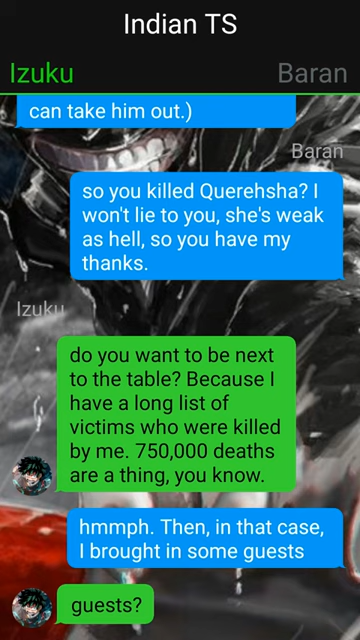 Indian TS
Izuku Baran
can take him out.)
Baran
so you killed Querehsha? I
won't lie to you, she's weak
as hell, so you have my
thanks.
Izuku
do you want to be next
to the table? Because I
have a long list of
victims who were killed
by me. 750,000 deaths
are a thing, you know.
hmmph. Then, in that case,
I brought in some guests
guests?